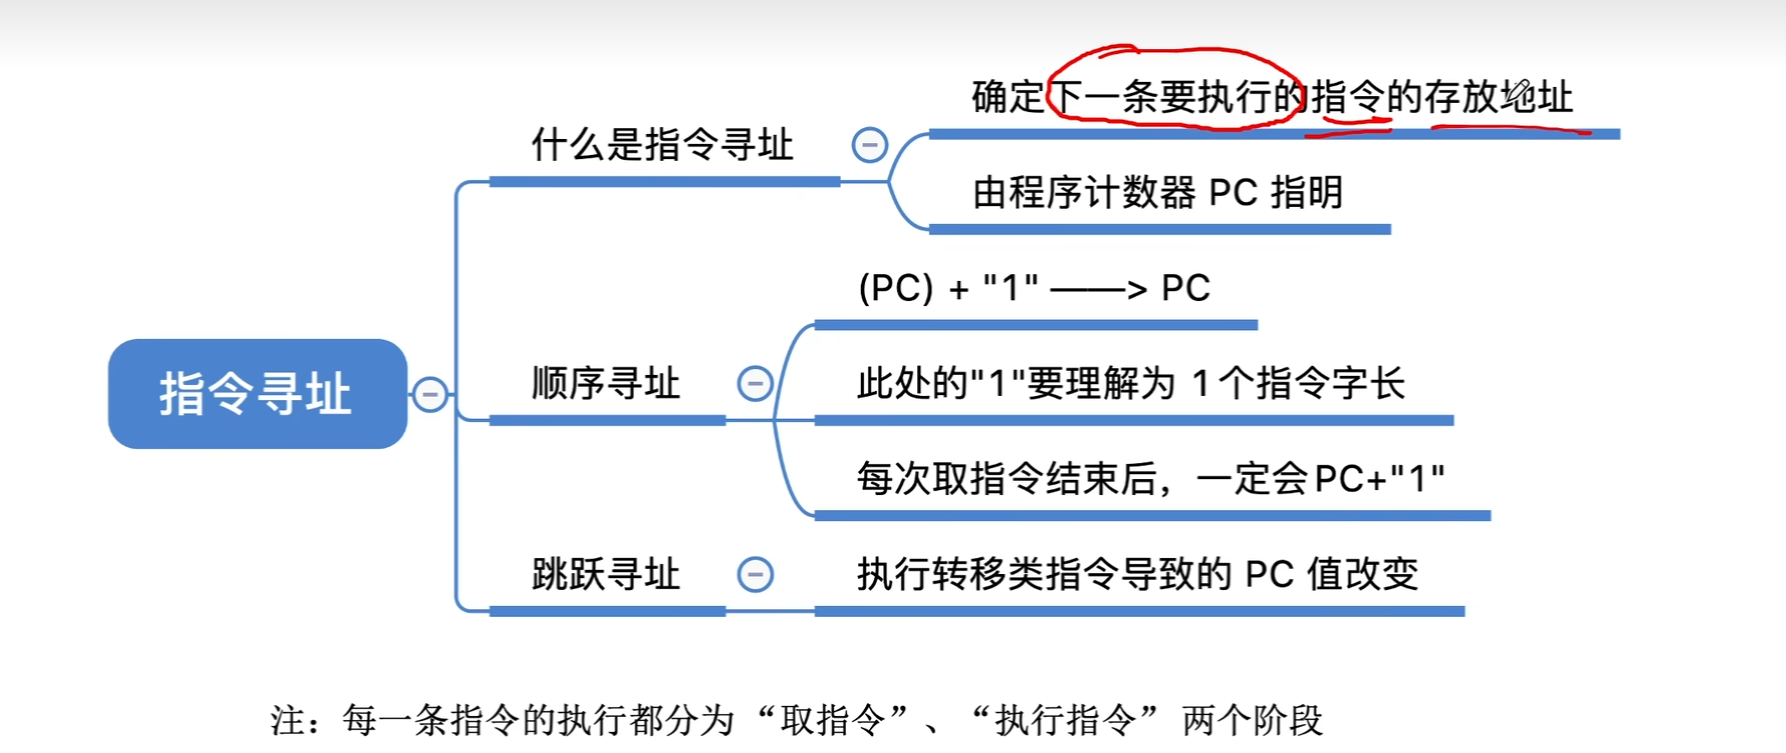 确定下一条要执行的指令的存放地址
什么是指令寻址
由程序计数器 PC 指明
(PC) + "1" ——> PC
指令寻址
顺序寻址
此处的"1"要理解为 1个指令字长
每次取指令结束后，一定会PC+"1"
跳跃寻址
执行转移类指令导致的 PC 值改变
注：每一条指令的执行都分为“取指令”、“执行指令”两个阶段